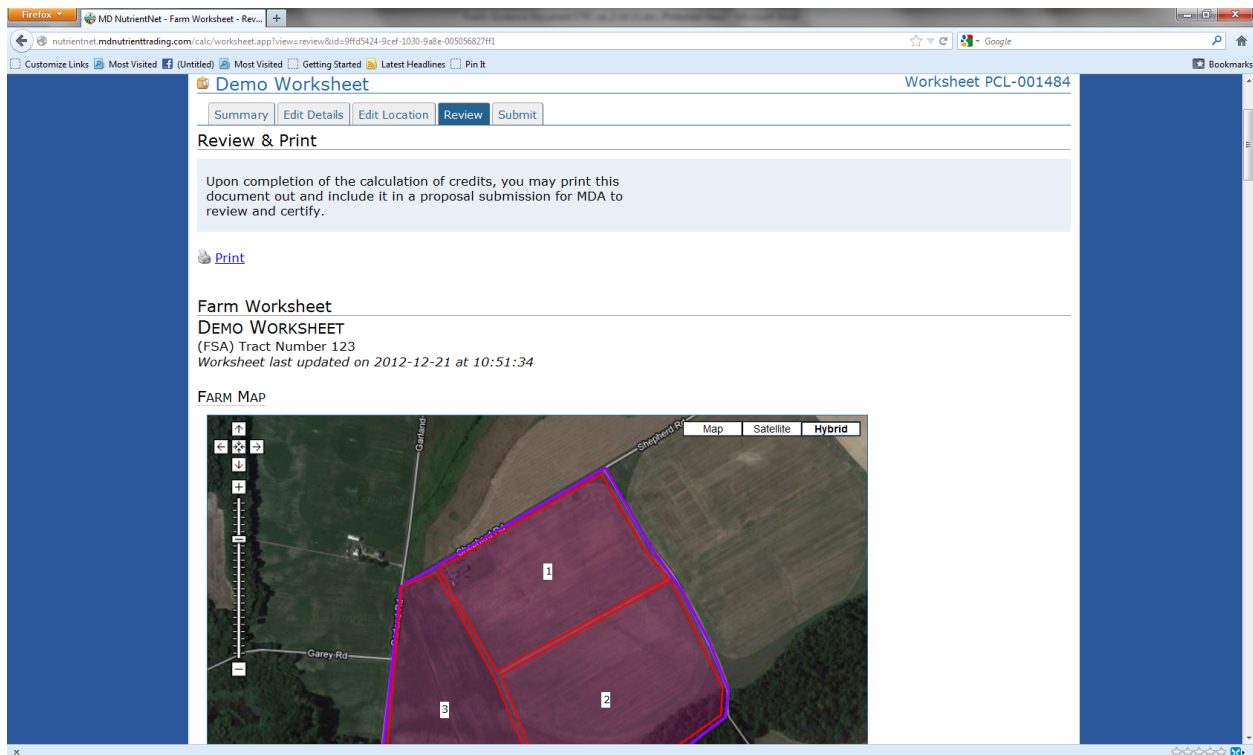 Firefox
MD NutrientNet - Farm Worksheet - Rev...
nutrientnet.mdnutrienttrading.com/calc/worksheet.app?view=review&id=9ffd5424-9cef-1030-9a8e-005056827ff1
Google
Customize Links Most Visited (Untitled) Most Visited Getting Started Latest Headlines Pin It
Bookmarks
Demo Worksheet
Worksheet PCL-001484
Summary Edit Details Edit Location Review Submit
Review & Print
Upon completion of the calculation of credits, you may print this
document out and include it in a proposal submission for MDA to
review and certify.
Print
Farm Worksheet
DEMO WORKSHEET
(FSA) Tract Number 123
Worksheet last updated on 2012-12-21 at 10:51:34
FARM MAP
Map Satellite Hybrid
Garland
Shepherd Rd
Shepherd Rd
1
Garey Rd
2
3